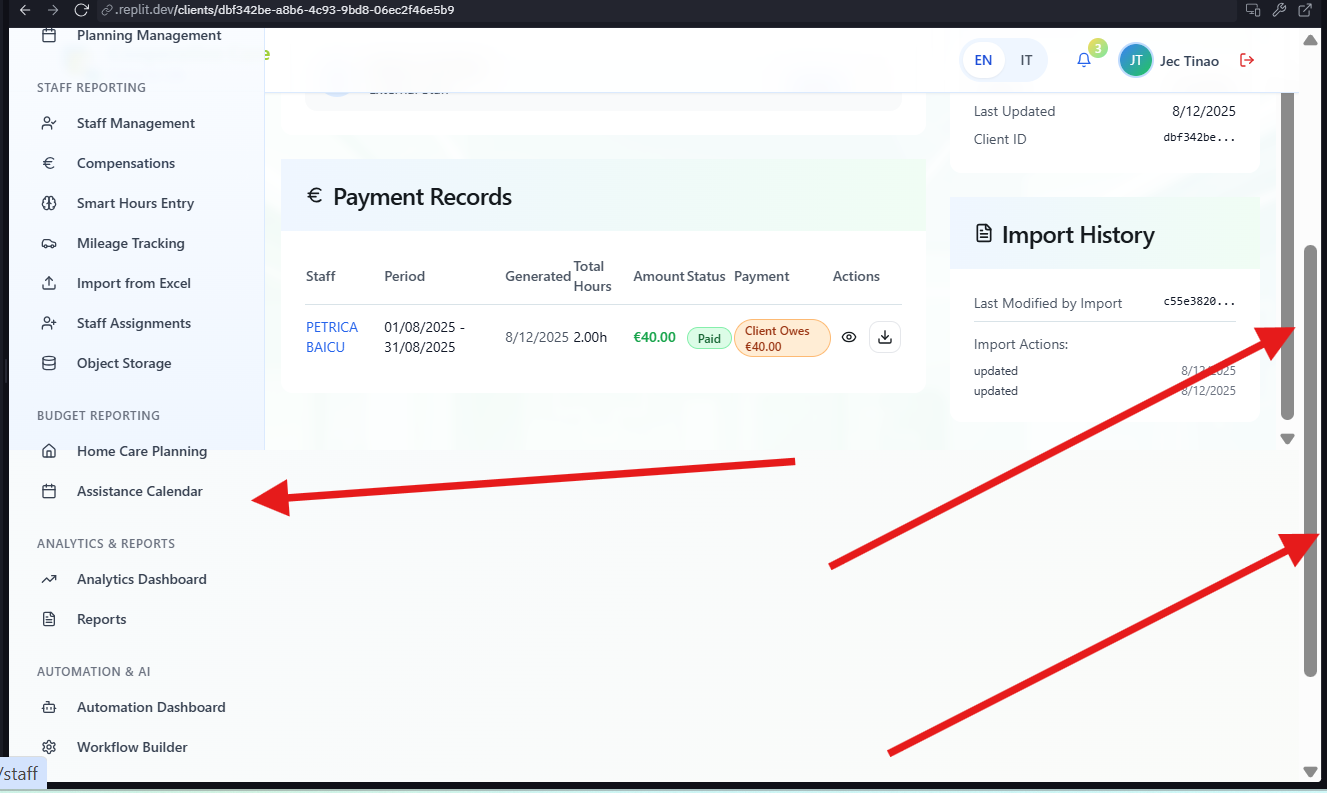 .replit.dev/clients/dbf342be-a8b6-4c93-9bd8-06ec2f46e5b9
Planning Management
e
EN
IT
3
JT
Jec Tinao
STAFF REPORTING
Staff Management
Compensations
Smart Hours Entry
Mileage Tracking
Import from Excel
Staff Assignments
Object Storage
BUDGET REPORTING
Home Care Planning
Assistance Calendar
ANALYTICS & REPORTS
Analytics Dashboard
Reports
AUTOMATION & AI
Automation Dashboard
Workflow Builder
/staff
External Staff
€ Payment Records
Staff Period Generated Total Hours Amount Status Payment Actions
PETRICA BAICU 01/08/2025 - 31/08/2025 8/12/2025 2.00h €40.00 Paid Client Owes €40.00
Last Updated 8/12/2025
Client ID dbf342be...
Import History
Last Modified by Import c55e3820...
Import Actions:
updated 8/12/2025
updated 8/12/2025